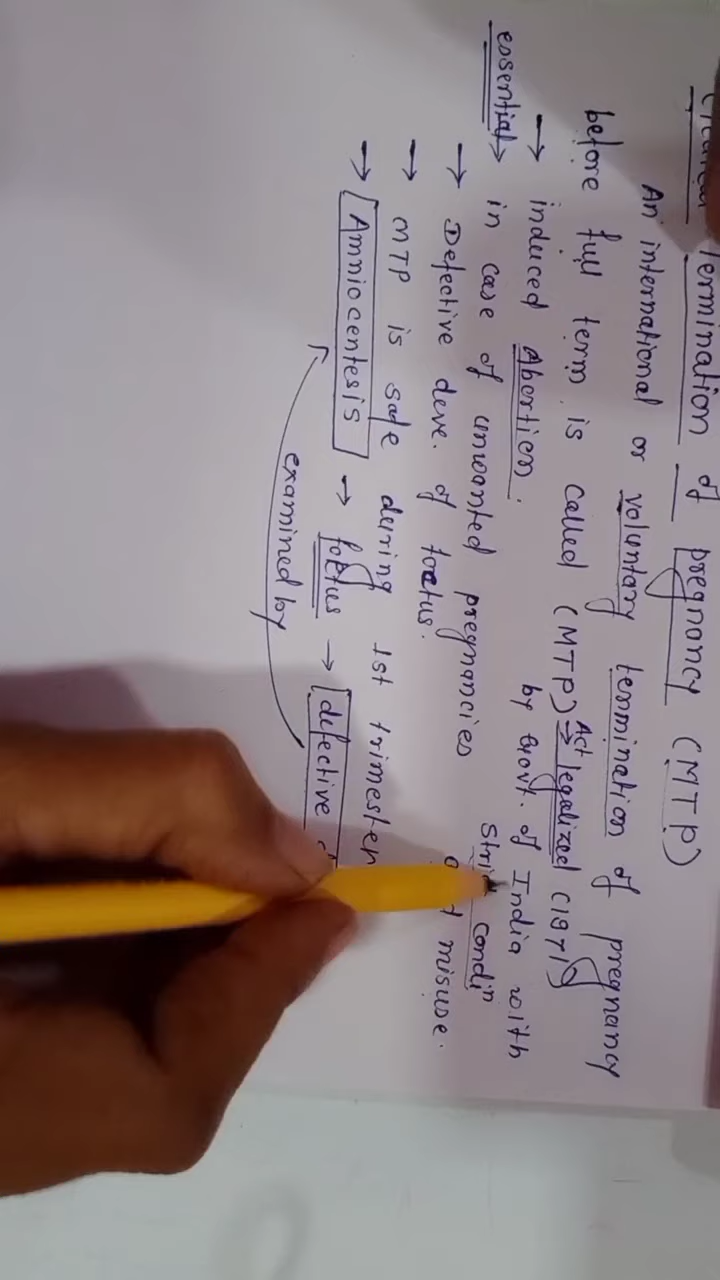 Termination of pregnancy (MTP)
An international or voluntary termination of pregnancy
before full term is called (MTP) → Act legalized (1971)
→ induced Abortion. by Govt. of India with
essential → in case of unwanted pregnancies condiⁿ
→ Defective deve. of foetus. misuse.
→ MTP is safe during 1st trimester
→ Amniocentesis → foetus → defective
examined by